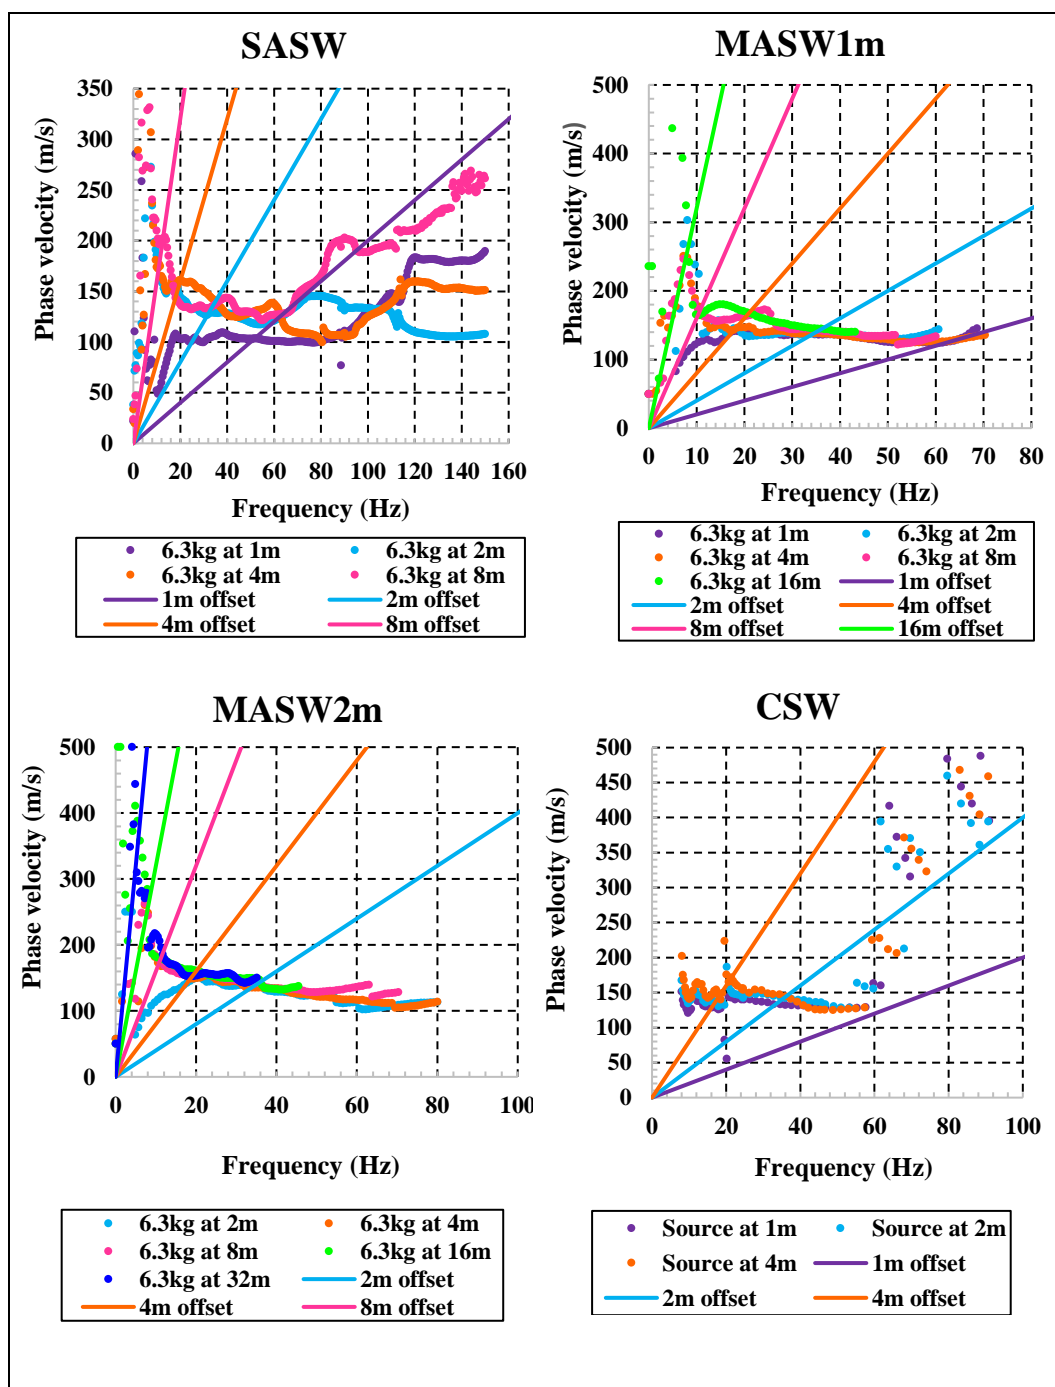 SASW
350
300
250
200
150
100
50
0
0 20 40 60 80 100 120 140 160
Phase velocity (m/s)
Frequency (Hz)
6.3kg at 1m 6.3kg at 2m
6.3kg at 4m 6.3kg at 8m
1m offset 2m offset
4m offset 8m offset
MASW1m
500
400
300
200
100
0
0 10 20 30 40 50 60 70 80
Phase velocity (m/s)
Frequency (Hz)
6.3kg at 1m 6.3kg at 2m
6.3kg at 4m 6.3kg at 8m
6.3kg at 16m 1m offset
2m offset 4m offset
8m offset 16m offset
MASW2m
500
400
300
200
100
0
0 20 40 60 80 100
Phase velocity (m/s)
Frequency (Hz)
6.3kg at 2m 6.3kg at 4m
6.3kg at 8m 6.3kg at 16m
6.3kg at 32m 2m offset
4m offset 8m offset
CSW
500
450
400
350
300
250
200
150
100
50
0
0 20 40 60 80 100
Phase velocity (m/s)
Frequency (Hz)
Source at 1m Source at 2m
Source at 4m 1m offset
2m offset 4m offset